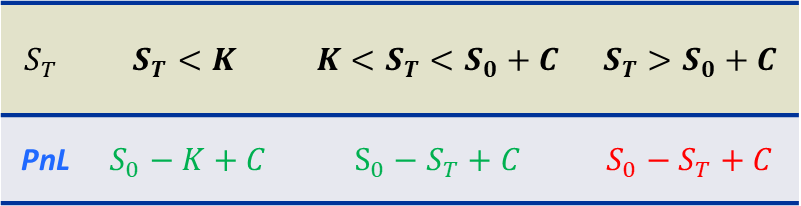 S_T S_T < K K < S_T < S_0 + C S_T > S_0 + C
PnL S_0 − K + C S_0 − S_T + C S_0 − S_T + C